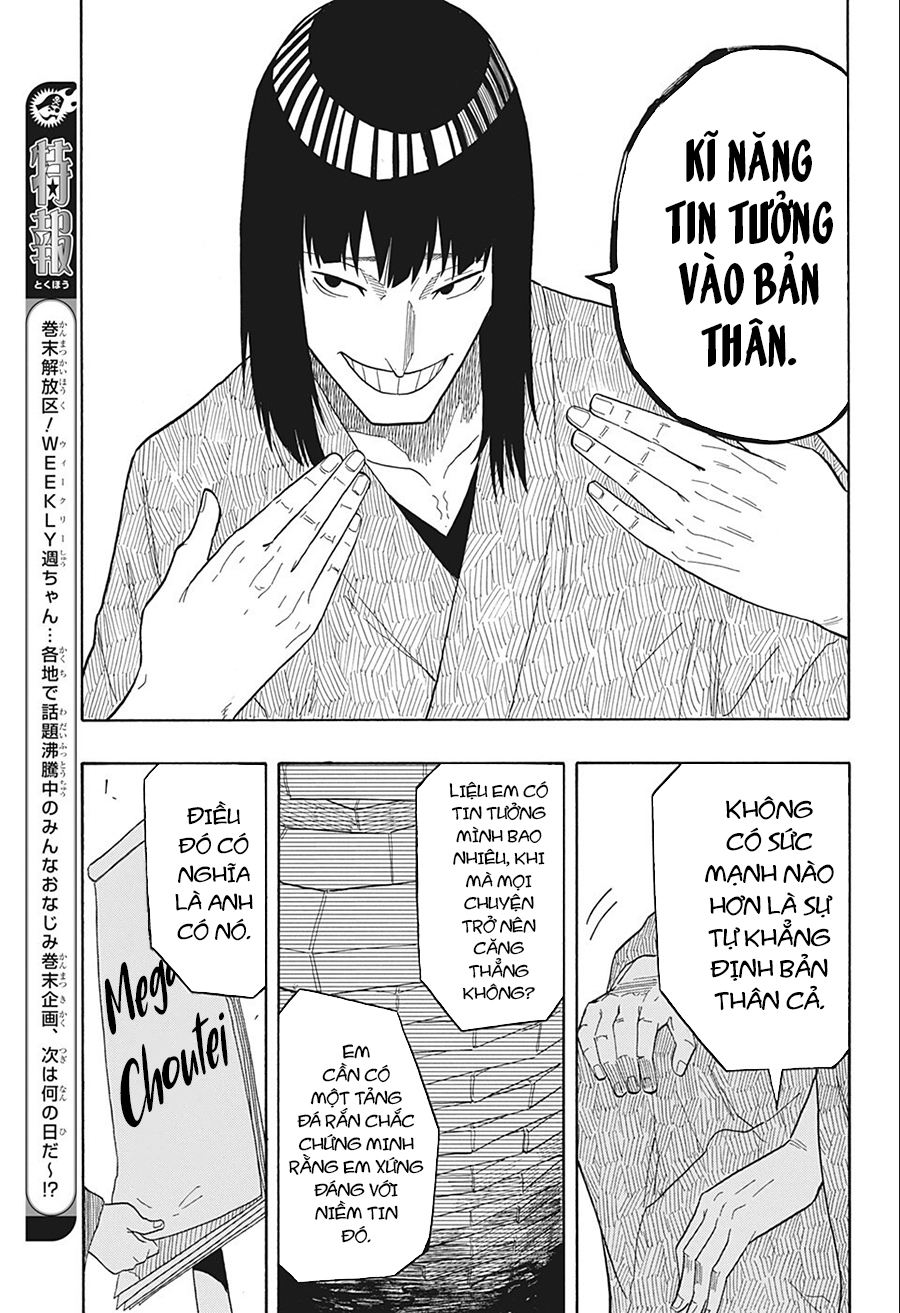 KĨ NĂNG
TIN TƯỞNG
VÀO BẢN
THÂN.
KHÔNG
CÓ SỨC
MẠNH NÀO
HƠN LÀ SỰ
TỰ KHẲNG
ĐỊNH BẢN
THÂN CẢ.
LIỆU EM CÓ
TIN TƯỞNG
MÌNH BAO
NHIÊU, KHI
MÀ MỌI
CHUYỆN
TRỞ NÊN
CĂNG
THẲNG
KHÔNG?
EM
CẦN CÓ
MỘT TẢNG
ĐÁ RẮN CHẮC
CHỨNG MINH
RẰNG EM XỨNG
ĐÁNG VỚI
NIỀM TIN
ĐÓ.
ĐIỀU
ĐÓ CÓ
NGHĨA
LÀ ANH
CÓ NÓ.
Mega
Choutei
特★報
とくほう
巻末解放区!WEEKLY週ちゃん…各地で話題沸騰中のみんなおなじみ巻末企画、次は何の日だ～!?